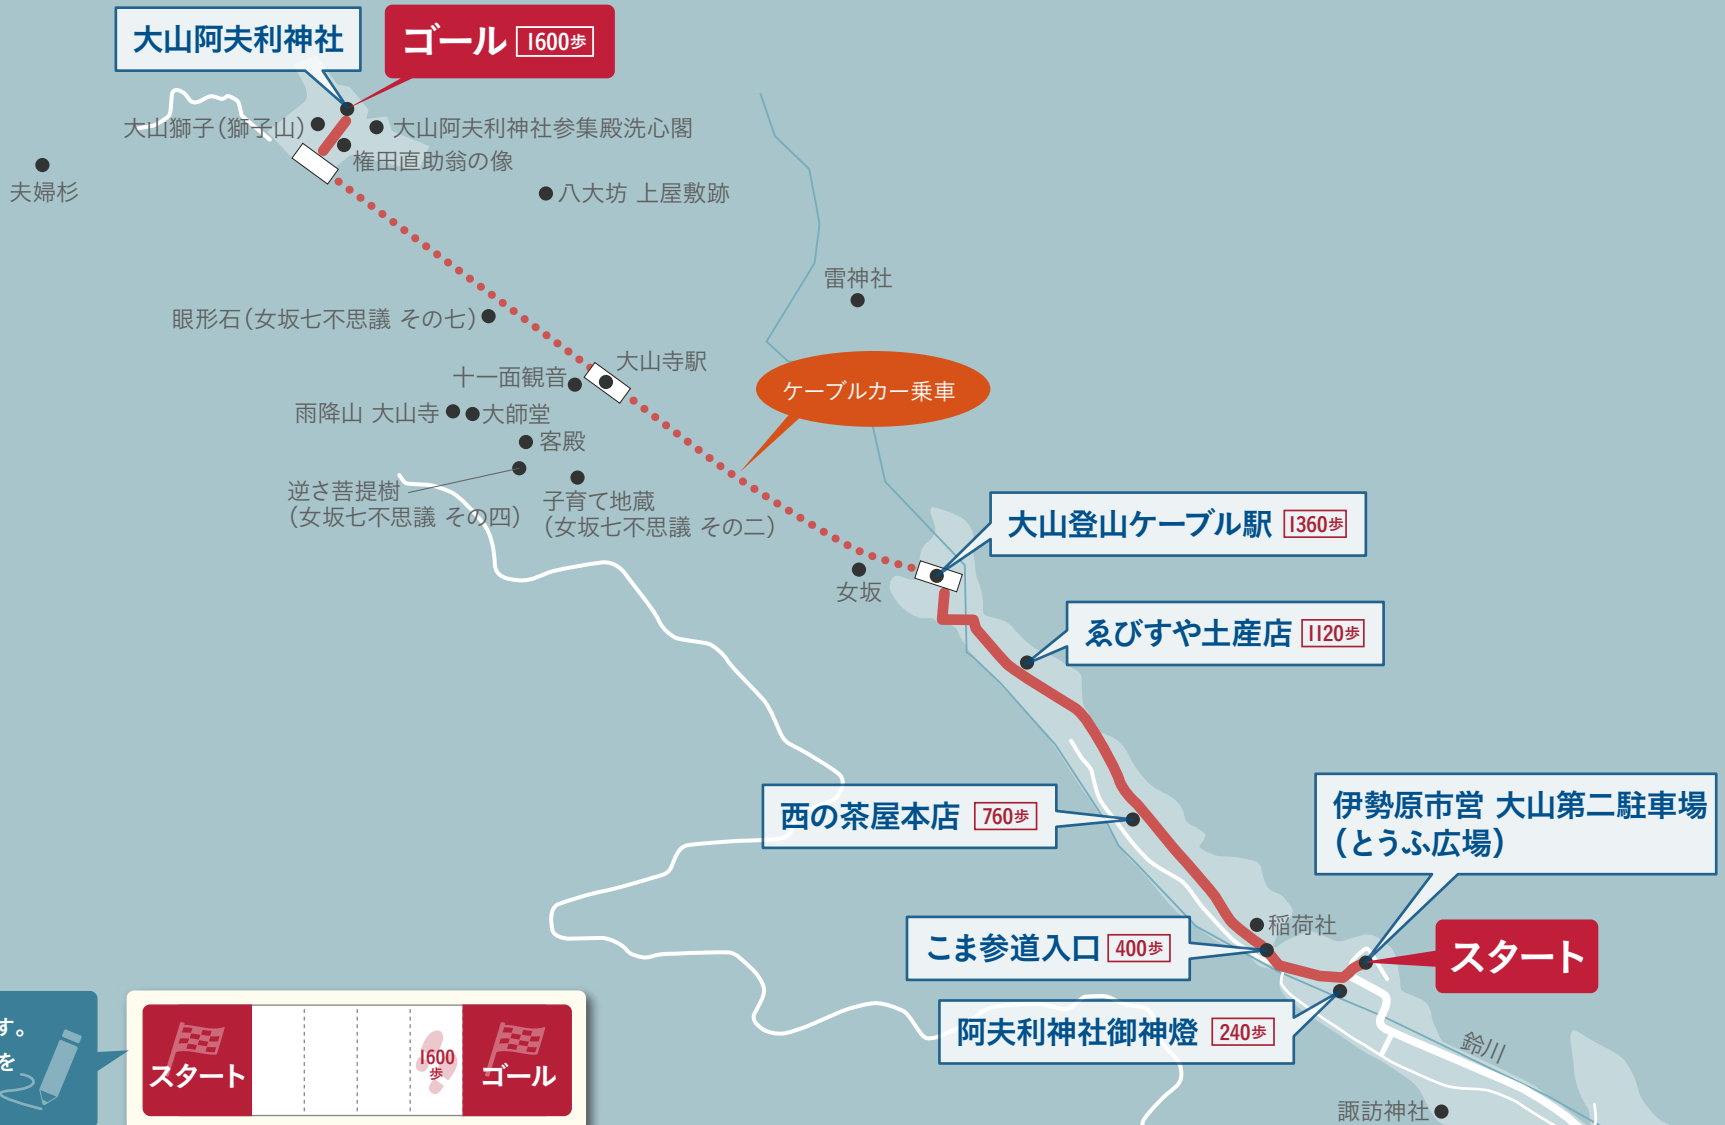 大山阿夫利神社
ゴール 1600歩
大山獅子（獅子山）
大山阿夫利神社参集殿洗心閣
権田直助翁の像
夫婦杉
八大坊 上屋敷跡
雷神社
眼形石（女坂七不思議 その七）
大山寺駅
十一面観音
ケーブルカー乗車
雨降山 大山寺
大師堂
客殿
逆さ菩提樹
（女坂七不思議 その四）
子育て地蔵
（女坂七不思議 その二）
大山登山ケーブル駅 1360歩
女坂
ゑびすや土産店 1120歩
西の茶屋本店 760歩
伊勢原市営 大山第二駐車場
（とうふ広場）
稲荷社
こま参道入口 400歩
スタート
阿夫利神社御神燈 240歩
鈴川
諏訪神社
す。
を
スタート
1600
歩
ゴール